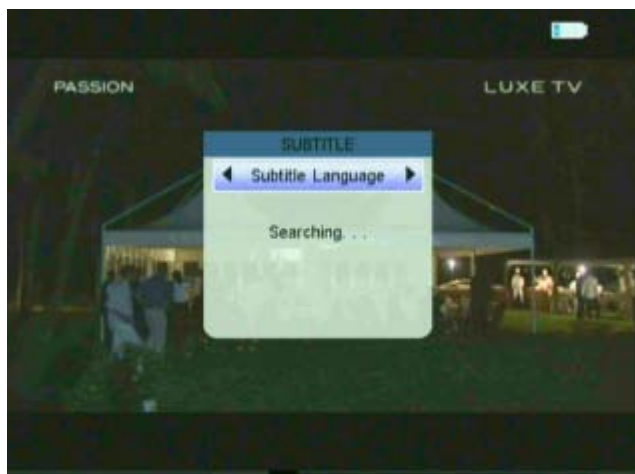 PASSION
LUXE TV
SUBTITLE
Subtitle Language
Searching. . .